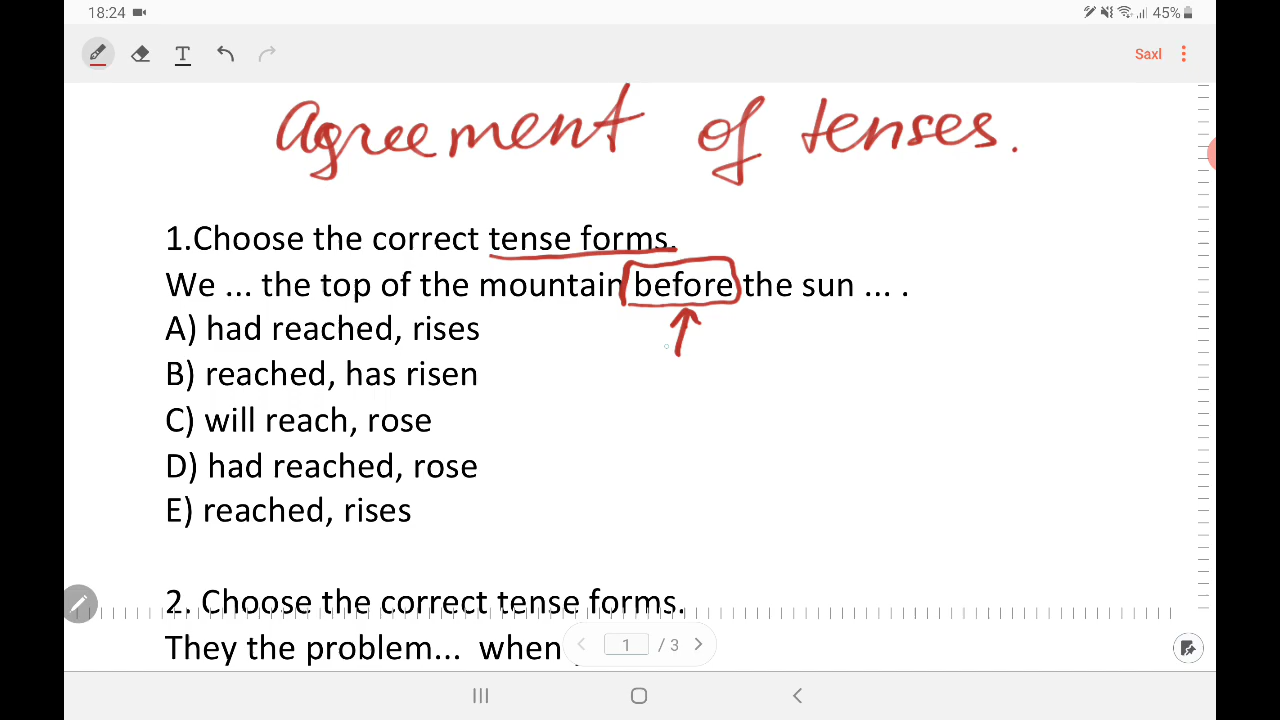 18:24 45%
T Saxl
Agreement of tenses.
1.Choose the correct tense forms.
We ... the top of the mountain before the sun ... .
A) had reached, rises
B) reached, has risen
C) will reach, rose
D) had reached, rose
E) reached, rises
2. Choose the correct tense forms.
They the problem... when
1 / 3